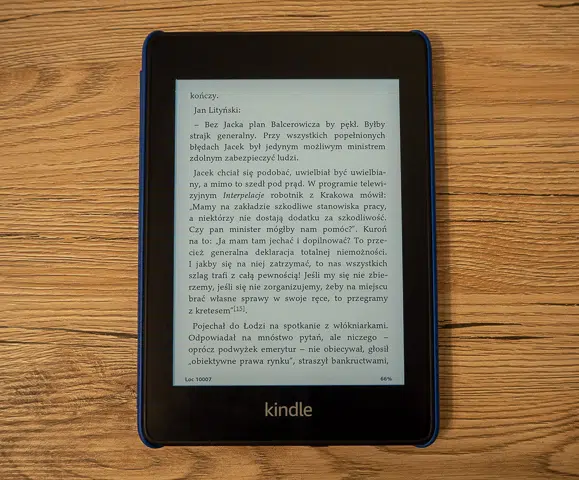 kończy.
Jan Lityński:
– Bez Jacka plan Balcerowicza by pękł. Byłby
strajk generalny. Przy wszystkich popełnionych
błędach Jacek był jedynym możliwym ministrem
zdolnym zabezpieczyć ludzi.
Jacek chciał się podobać, uwielbiał być uwielbia-
ny, a mimo to szedł pod prąd. W programie telewi-
zyjnym Interpelacje robotnik z Krakowa mówił:
„Mamy na zakładzie szkodliwe stanowiska pracy,
a niektórzy nie dostają dodatku za szkodliwość.
Czy pan minister mógłby nam pomóc?”. Kuroń
na to: „Ja mam tam jechać i dopilnować? To prze-
cież generalna deklaracja totalnej niemożności.
I jakby się na niej zatrzymać, to nas wszystkich
szlag trafi z całą pewnością! Jeśli my się nie zbie-
rzemy, jeśli się nie zorganizujemy, żeby na miejscu
brać własne sprawy w swoje ręce, to przegramy
z kretesem”[15].
Pojechał do Łodzi na spotkanie z włókniarkami.
Odpowiadał na mnóstwo pytań, ale niczego –
oprócz podwyżek emerytur – nie obiecywał, głosił
„obiektywne prawa rynku”, straszył bankructwami,
Loc 10007 66%
kindle